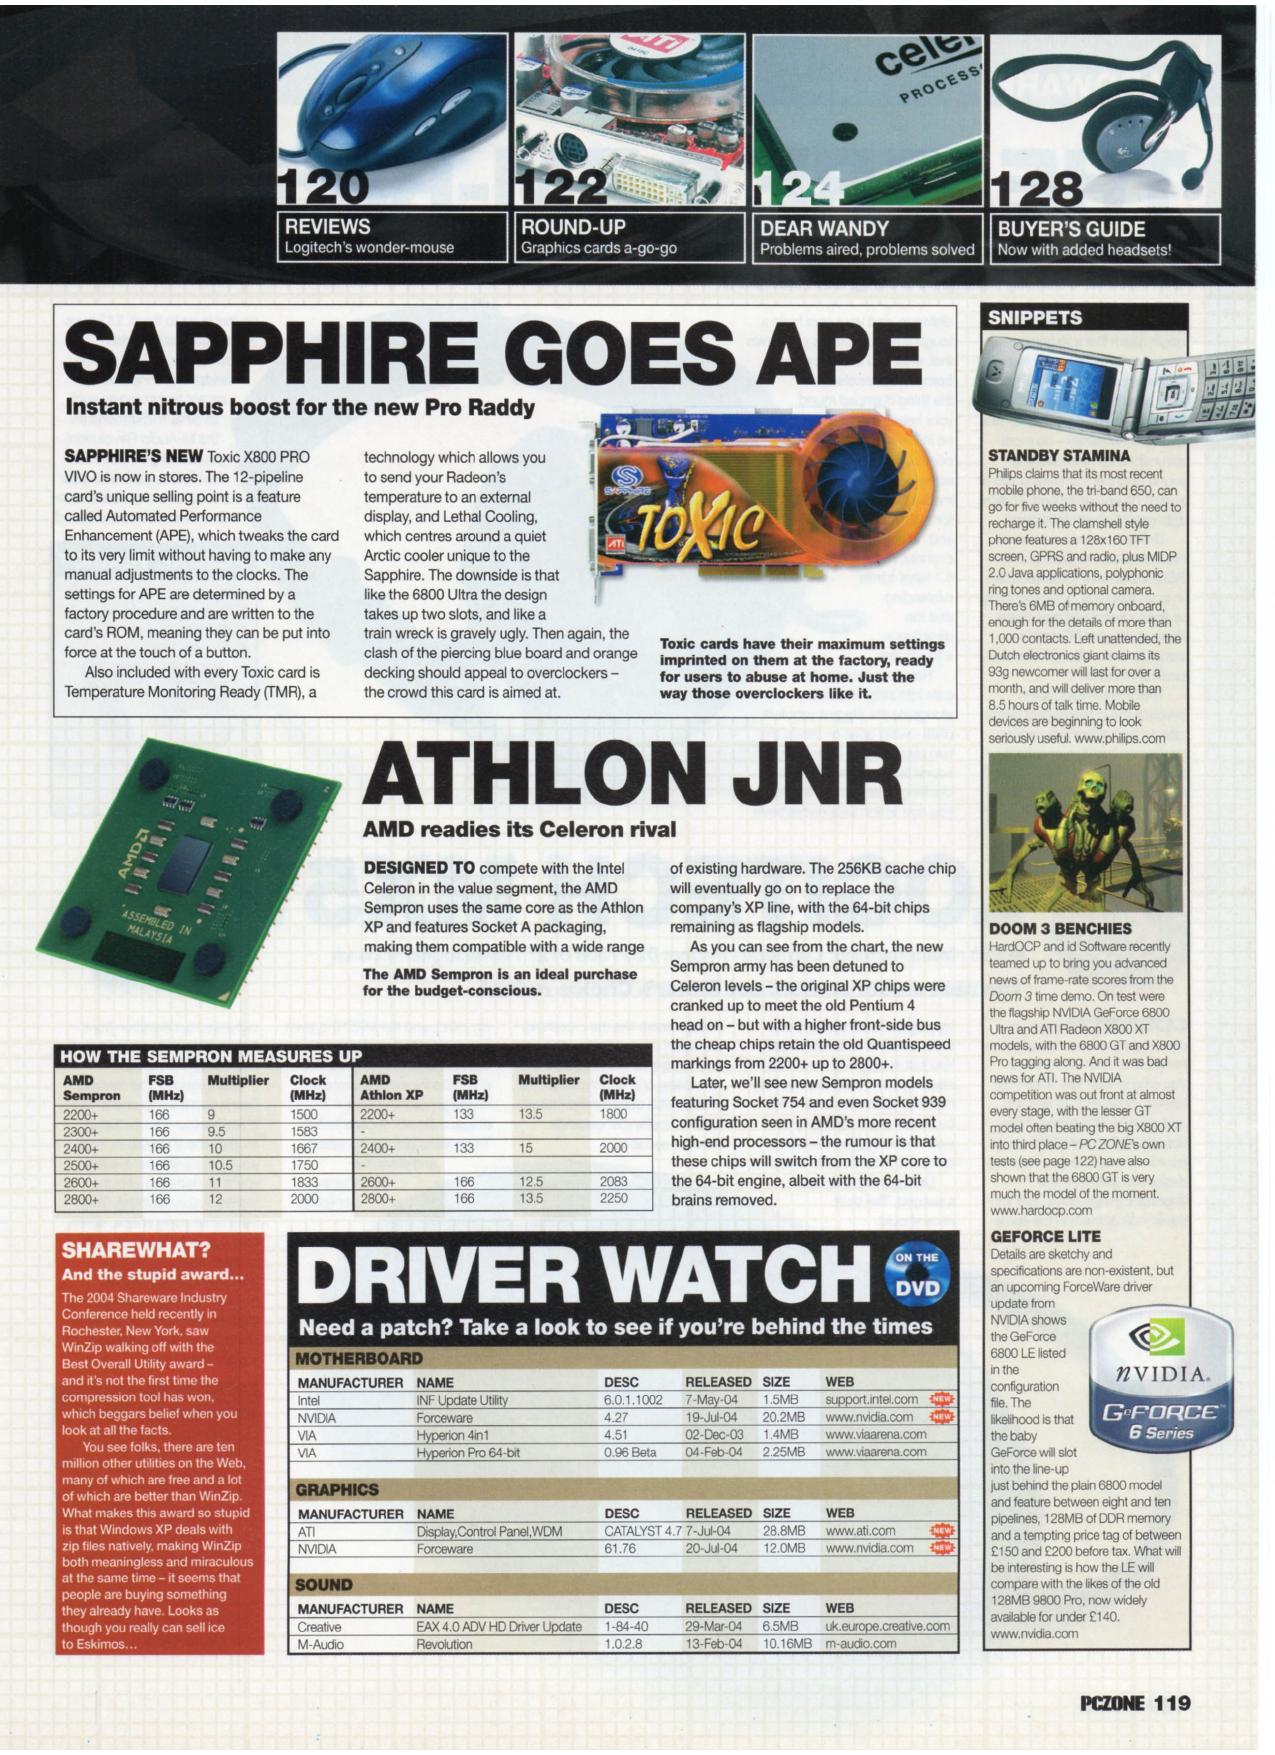 120
REVIEWS
Logitech's wonder-mouse
ATI
122
ROUND-UP
Graphics cards a-go-go
PROCESS
124
DEAR WANDY
Problems aired, problems solved
128
BUYER'S GUIDE
Now with added headsets!
SAPPHIRE GOES APE
Instant nitrous boost for the new Pro Raddy
SAPPHIRE'S NEW Toxic X800 PRO
VIVO is now in stores. The 12-pipeline
card's unique selling point is a feature
called Automated Performance
Enhancement (APE), which tweaks the card
to its very limit without having to make any
manual adjustments to the clocks. The
settings for APE are determined by a
factory procedure and are written to the
card's ROM, meaning they can be put into
force at the touch of a button.
Also included with every Toxic card is
Temperature Monitoring Ready (TMR), a
technology which allows you
to send your Radeon's
temperature to an external
display, and Lethal Cooling,
which centres around a quiet
Arctic cooler unique to the
Sapphire. The downside is that
like the 6800 Ultra the design
takes up two slots, and like a
train wreck is gravely ugly. Then again, the
clash of the piercing blue board and orange
decking should appeal to overclockers –
the crowd this card is aimed at.
SAPPHIRE
TOXIC
ATI
Toxic cards have their maximum settings
imprinted on them at the factory, ready
for users to abuse at home. Just the
way those overclockers like it.
ATHLON JNR
AMD readies its Celeron rival
AMD
ASSEMBLED IN
MALAYSIA
DESIGNED TO compete with the Intel
Celeron in the value segment, the AMD
Sempron uses the same core as the Athlon
XP and features Socket A packaging,
making them compatible with a wide range
The AMD Sempron is an ideal purchase
for the budget-conscious.
of existing hardware. The 256KB cache chip
will eventually go on to replace the
company's XP line, with the 64-bit chips
remaining as flagship models.
As you can see from the chart, the new
Sempron army has been detuned to
Celeron levels – the original XP chips were
cranked up to meet the old Pentium 4
head on – but with a higher front-side bus
the cheap chips retain the old Quantispeed
markings from 2200+ up to 2800+.
Later, we'll see new Sempron models
featuring Socket 754 and even Socket 939
configuration seen in AMD's more recent
high-end processors – the rumour is that
these chips will switch from the XP core to
the 64-bit engine, albeit with the 64-bit
brains removed.
HOW THE SEMPRON MEASURES UP
AMD Sempron FSB (MHz) Multiplier Clock (MHz) AMD Athlon XP FSB (MHz) Multiplier Clock (MHz)
2200+ 166 9 1500 2200+ 133 13.5 1800
2300+ 166 9.5 1583 -
2400+ 166 10 1667 2400+ 133 15 2000
2500+ 166 10.5 1750 -
2600+ 166 11 1833 2600+ 166 12.5 2083
2800+ 166 12 2000 2800+ 166 13.5 2250
SHAREWHAT?
And the stupid award...
The 2004 Shareware Industry
Conference held recently in
Rochester, New York, saw
WinZip walking off with the
Best Overall Utility award –
and it's not the first time the
compression tool has won,
which beggars belief when you
look at all the facts.
You see folks, there are ten
million other utilities on the Web,
many of which are free and a lot
of which are better than WinZip.
What makes this award so stupid
is that Windows XP deals with
zip files natively, making WinZip
both meaningless and miraculous
at the same time – it seems that
people are buying something
they already have. Looks as
though you really can sell ice
to Eskimos...
DRIVER WATCH
ON THE
DVD
Need a patch? Take a look to see if you're behind the times
MOTHERBOARD
MANUFACTURER NAME DESC RELEASED SIZE WEB
Intel INF Update Utility 6.0.1.1002 7-May-04 1.5MB support.intel.com NEW
NVIDIA Forceware 4.27 19-Jul-04 20.2MB www.nvidia.com NEW
VIA Hyperion 4in1 4.51 02-Dec-03 1.4MB www.viaarena.com
VIA Hyperion Pro 64-bit 0.96 Beta 04-Feb-04 2.25MB www.viaarena.com
GRAPHICS
MANUFACTURER NAME DESC RELEASED SIZE WEB
ATI Display,Control Panel,WDM CATALYST 4.7 7-Jul-04 28.8MB www.ati.com NEW
NVIDIA Forceware 61.76 20-Jul-04 12.0MB www.nvidia.com NEW
SOUND
MANUFACTURER NAME DESC RELEASED SIZE WEB
Creative EAX 4.0 ADV HD Driver Update 1-84-40 29-Mar-04 6.5MB uk.europe.creative.com
M-Audio Revolution 1.0.2.8 13-Feb-04 10.16MB m-audio.com
SNIPPETS
STANDBY STAMINA
Philips claims that its most recent
mobile phone, the tri-band 650, can
go for five weeks without the need to
recharge it. The clamshell style
phone features a 128x160 TFT
screen, GPRS and radio, plus MIDP
2.0 Java applications, polyphonic
ring tones and optional camera.
There's 6MB of memory onboard,
enough for the details of more than
1,000 contacts. Left unattended, the
Dutch electronics giant claims its
93g newcomer will last for over a
month, and will deliver more than
8.5 hours of talk time. Mobile
devices are beginning to look
seriously useful. www.philips.com
DOOM 3 BENCHIES
HardOCP and id Software recently
teamed up to bring you advanced
news of frame-rate scores from the
Doom 3 time demo. On test were
the flagship NVIDIA GeForce 6800
Ultra and ATI Radeon X800 XT
models, with the 6800 GT and X800
Pro tagging along. And it was bad
news for ATI. The NVIDIA
competition was out front at almost
every stage, with the lesser GT
model often beating the big X800 XT
into third place – PC ZONE's own
tests (see page 122) have also
shown that the 6800 GT is very
much the model of the moment.
www.hardocp.com
GEFORCE LITE
Details are sketchy and
specifications are non-existent, but
an upcoming ForceWare driver
update from
NVIDIA shows
the GeForce
6800 LE listed
in the
configuration
file. The
likelihood is that
the baby
GeForce will slot
into the line-up
just behind the plain 6800 model
and feature between eight and ten
pipelines, 128MB of DDR memory
and a tempting price tag of between
£150 and £200 before tax. What will
be interesting is how the LE will
compare with the likes of the old
128MB 9800 Pro, now widely
available for under £140.
www.nvidia.com
nVIDIA.
GeFORCE
6 Series
PCZONE 119